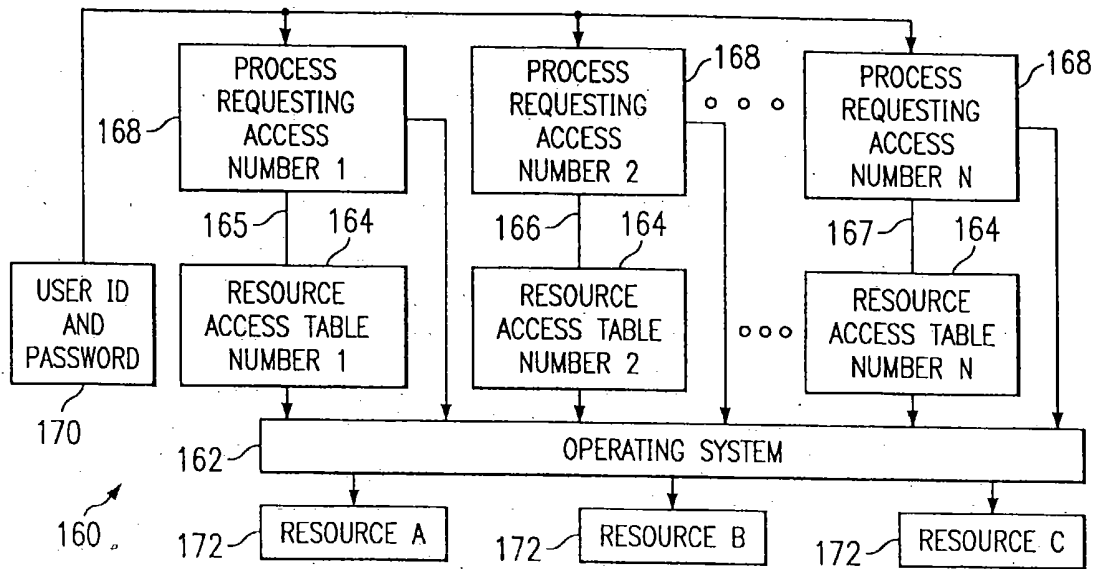 PROCESS
REQUESTING
ACCESS
NUMBER 1
168
PROCESS
REQUESTING
ACCESS
NUMBER 2
168
PROCESS
REQUESTING
ACCESS
NUMBER N
168
165
164
166
164
167
164
USER ID
AND
PASSWORD
170
RESOURCE
ACCESS TABLE
NUMBER 1
RESOURCE
ACCESS TABLE
NUMBER 2
RESOURCE
ACCESS TABLE
NUMBER N
162
OPERATING SYSTEM
160
172
RESOURCE A
172
RESOURCE B
172
RESOURCE C